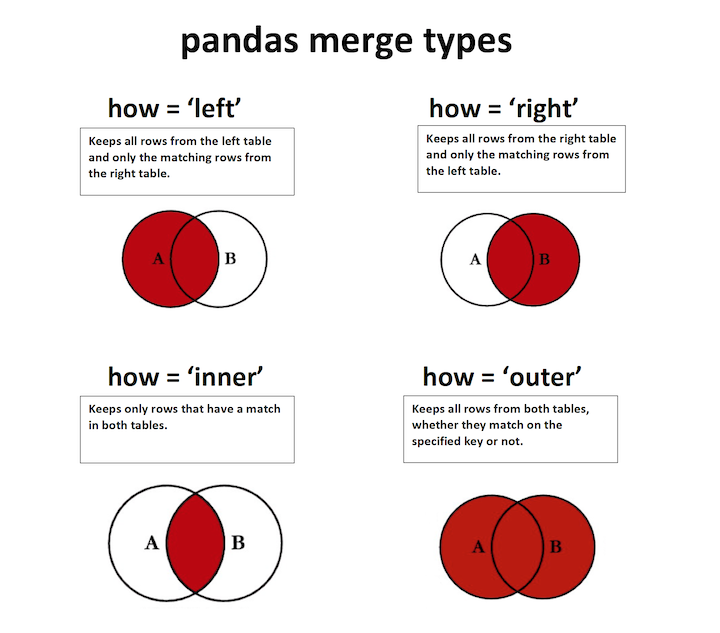 pandas merge types
how = ‘left’
Keeps all rows from the left table
and only the matching rows from
the right table.
A B
how = ‘right’
Keeps all rows from the right table
and only the matching rows from
the left table.
A B
how = ‘inner’
Keeps only rows that have a match
in both tables.
A B
how = ‘outer’
Keeps all rows from both tables,
whether they match on the
specified key or not.
A B